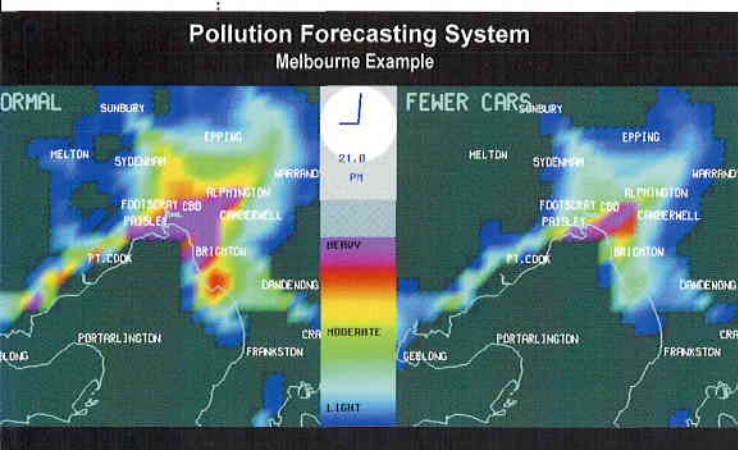 Pollution Forecasting System
Melbourne Example
ORMAL
SUNBURY
EPPING
MELTON
SYDENHAM
WARRAND
ALPHINGTON
FOOTSCRAY CBD
CAMBERWELL
PAISLEY
BRIGHTON
PT.COOK
DANDENONG
PORTARLINGTON
CRA
ELONG
FRANKSTON
21.0
PM
HEAVY
MODERATE
LIGHT
FEWER CARS
SUNBURY
EPPING
MELTON
SYDENHAM
WARRAND
ALPHINGTON
FOOTSCRAY CBD
CAMBERWELL
PAISLEY
BRIGHTON
PT.COOK
DANDENONG
PORTARLINGTON
CRA
GEELONG
FRANKSTON